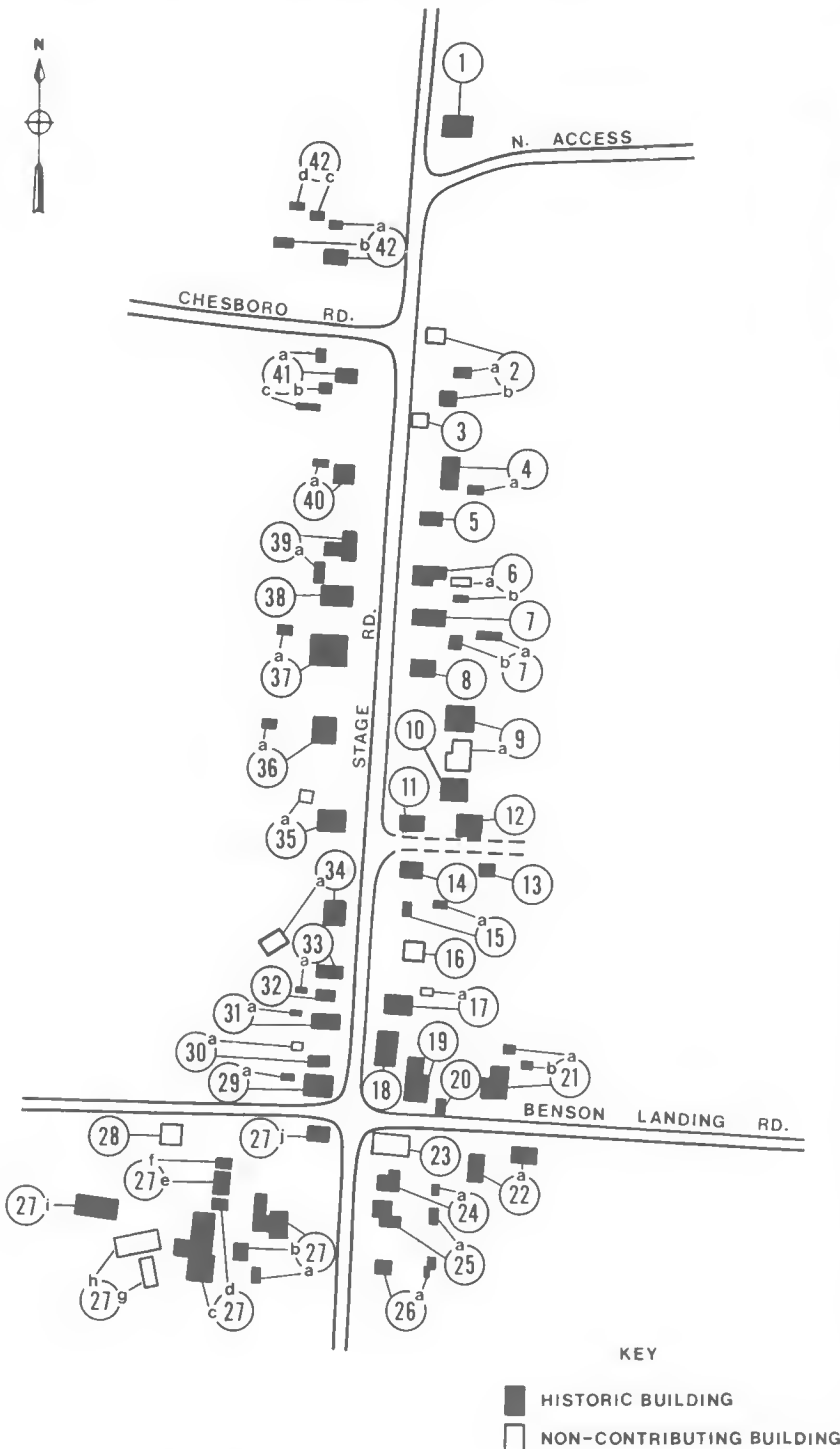 N
1
N. ACCESS
42
d c
a
b 42
CHESBORO RD.
a
41
c b
2
a
b
3
4
a
a
40
5
39
a
6
a
b
38
7
a
b 7
a
37
8
STAGE RD.
10
9
a
a
36
11
12
a
35
34
a
14
13
a
15
33
a
16
32
31 a
a
17
a
30
19
18
20
a
b 21
29 a
BENSON LANDING RD.
28
27 i
23
f
27 e
22
a
a
24
27 i
b 27
a
a
25
h
27 g
d
c 27
26 a
KEY
HISTORIC BUILDING
NON-CONTRIBUTING BUILDING